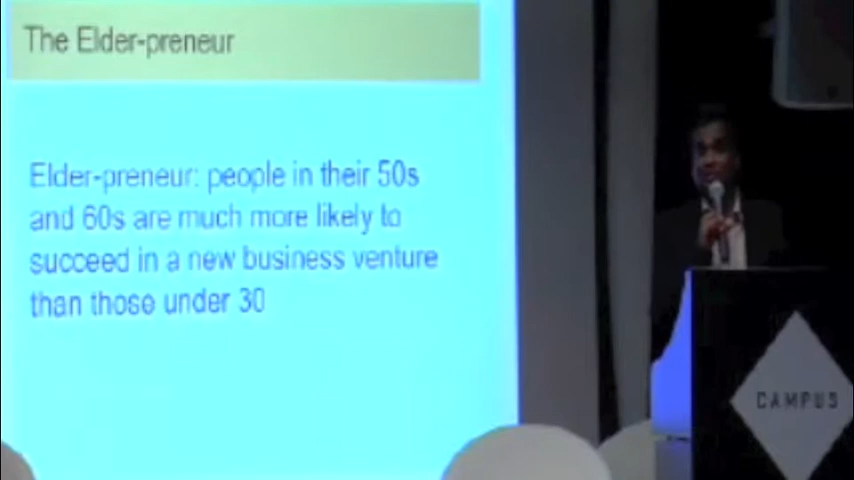 The Elder-preneur
Elder-preneur: people in their 50s
and 60s are much more likely to
succeed in a new business venture
than those under 30
CAMPUS